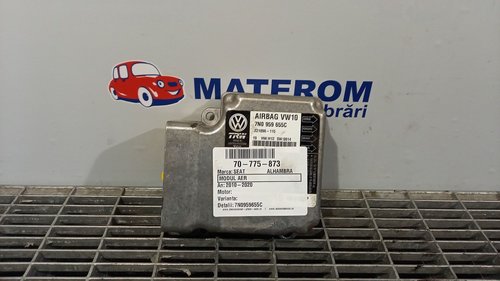 MATEROM
brări
AIRBAG VW10
7N0 959 655C
TRW
70-775-873
Marca: SEAT ALHAMBRA
MODUL AER
An: 2010-2020
Motor:
Varianta:
Detalii: 7N0959655C